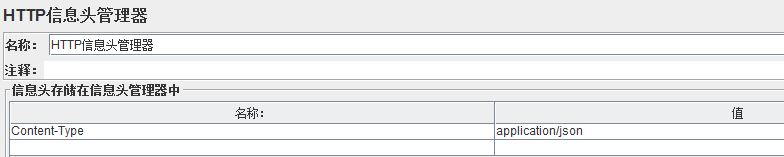 HTTP信息头管理器
名称： HTTP信息头管理器
注释：
信息头存储在信息头管理器中
名称： 值
Content-Type application/json